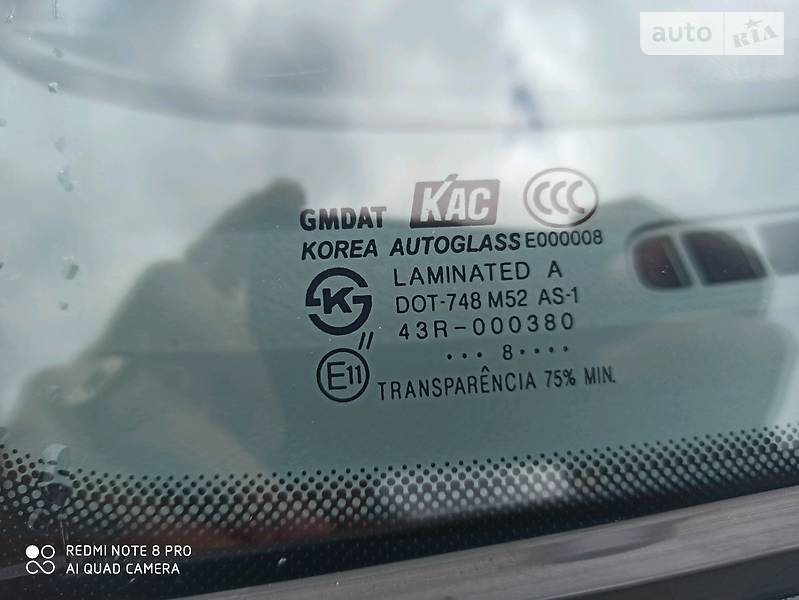 auto RIA
GMDAT KAC CCC
KOREA AUTOGLASS E000008
K LAMINATED A
DOT-748 M52 AS-1
43R-000380
// ··· 8····
E11 TRANSPARÊNCIA 75% MIN.
REDMI NOTE 8 PRO
AI QUAD CAMERA